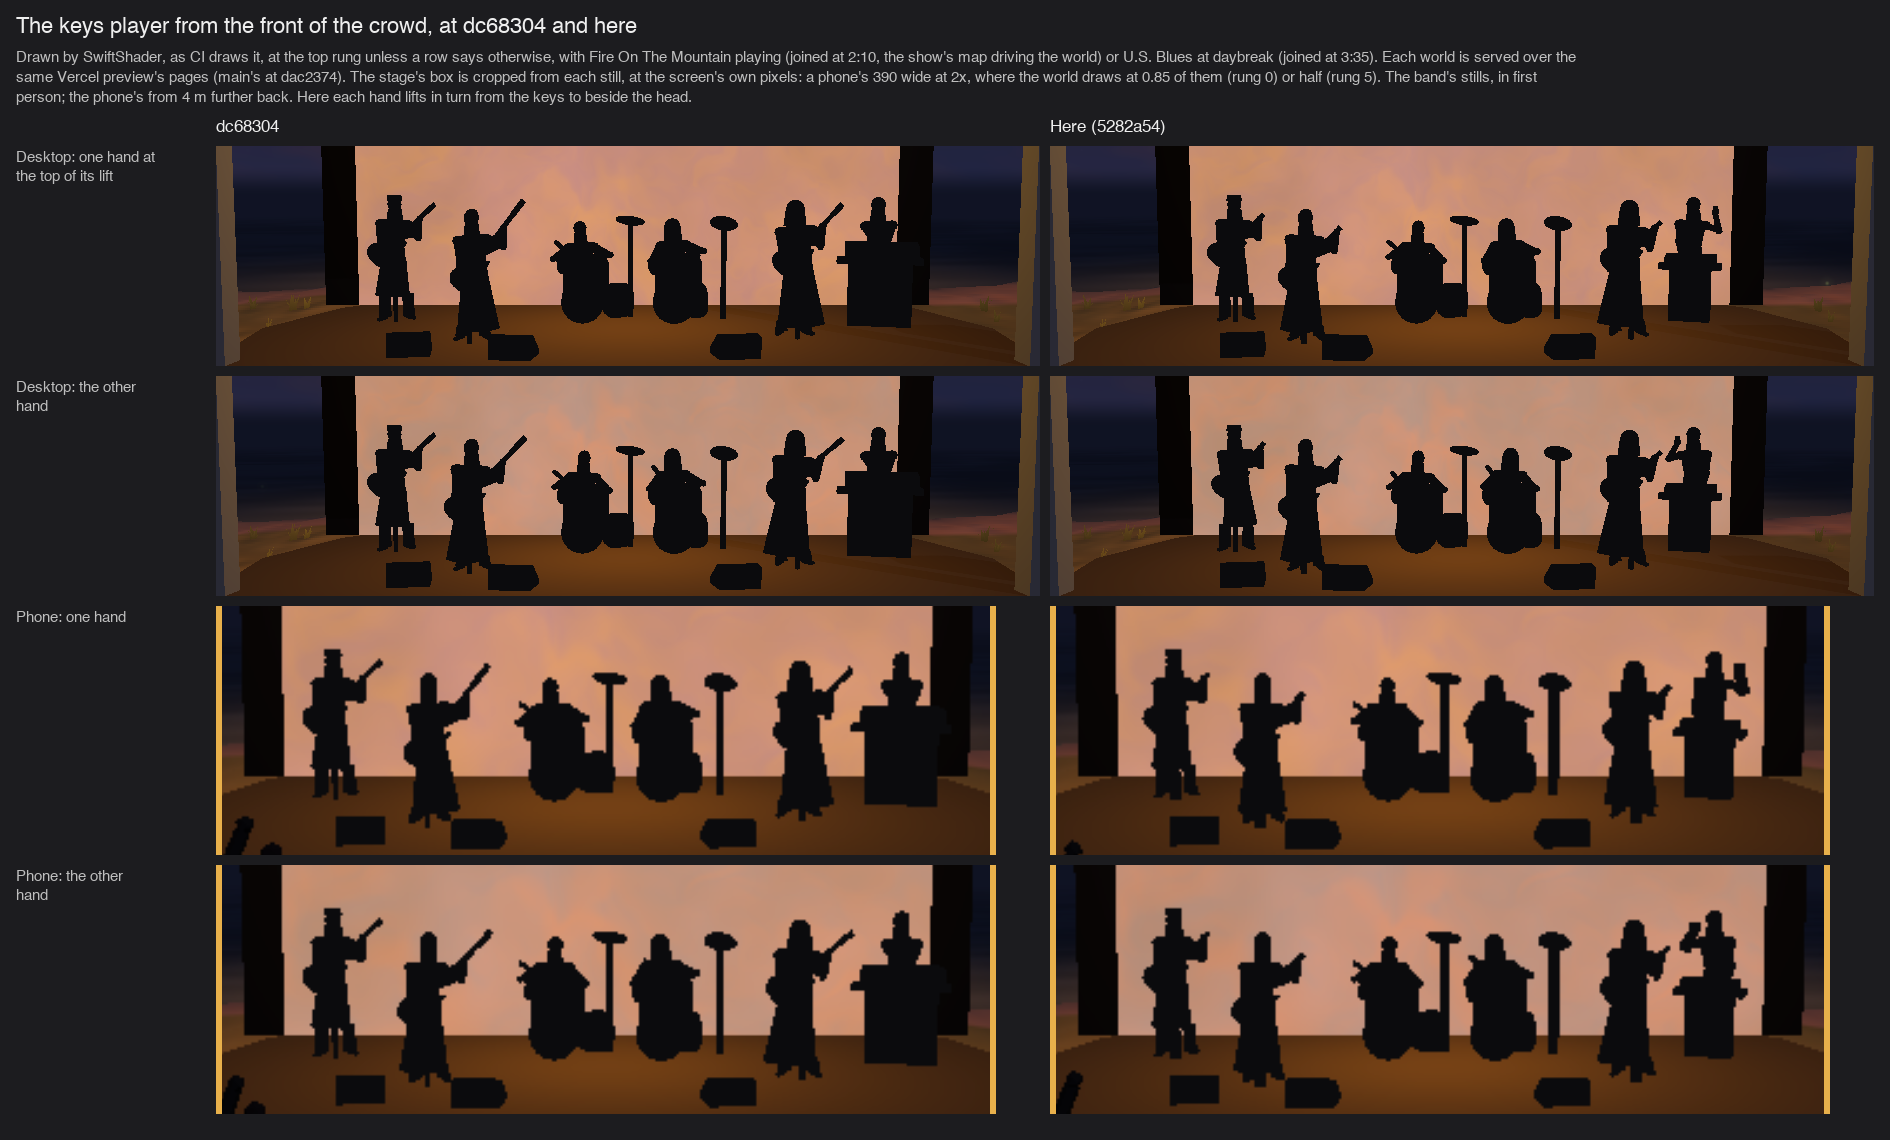 The keys player from the front of the crowd, at dc68304 and here
Drawn by SwiftShader, as CI draws it, at the top rung unless a row says otherwise, with Fire On The Mountain playing (joined at 2:10, the show's map driving the world) or U.S. Blues at daybreak (joined at 3:35). Each world is served over the
same Vercel preview's pages (main's at dac2374). The stage's box is cropped from each still, at the screen's own pixels: a phone's 390 wide at 2x, where the world draws at 0.85 of them (rung 0) or half (rung 5). The band's stills, in first
person; the phone's from 4 m further back. Here each hand lifts in turn from the keys to beside the head.
dc68304
Here (5282a54)
Desktop: one hand at
the top of its lift
Desktop: the other
hand
Phone: one hand
Phone: the other
hand